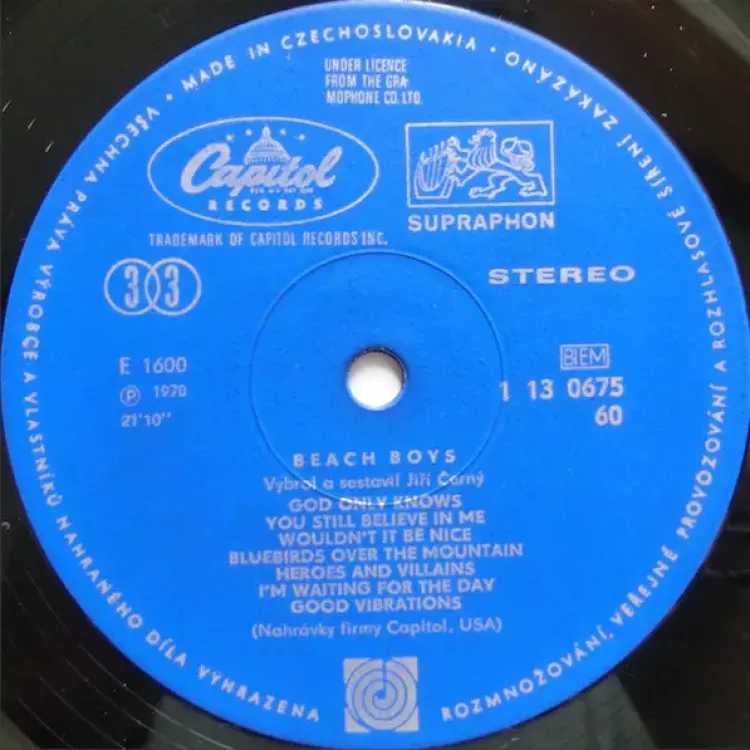 VŠECHNA PRÁVA VÝROBCE A VLASTNÍKŮ NAHRANÉHO DÍLA VYHRAZENA
• MADE IN CZECHOSLOVAKIA •
ROZMNOŽOVÁNÍ, VEŘEJNÉ PROVOZOVÁNÍ A ROZHLASOVÉ ŠÍŘENÍ ZAKÁZÁNO
UNDER LICENCE
FROM THE GRA
MOPHONE CO. LTD.
Capitol
RECORDS
SUPRAPHON
TRADEMARK OF CAPITOL RECORDS INC.
33
STEREO
E 1600
℗ 1970
21'10''
BIEM
1 13 0675
60
BEACH BOYS
Vybral a sestavil Jiří Černý
GOD ONLY KNOWS
YOU STILL BELIEVE IN ME
WOULDN'T IT BE NICE
BLUEBIRDS OVER THE MOUNTAIN
HEROES AND VILLAINS
I'M WAITING FOR THE DAY
GOOD VIBRATIONS
(Nahrávky firmy Capitol, USA)